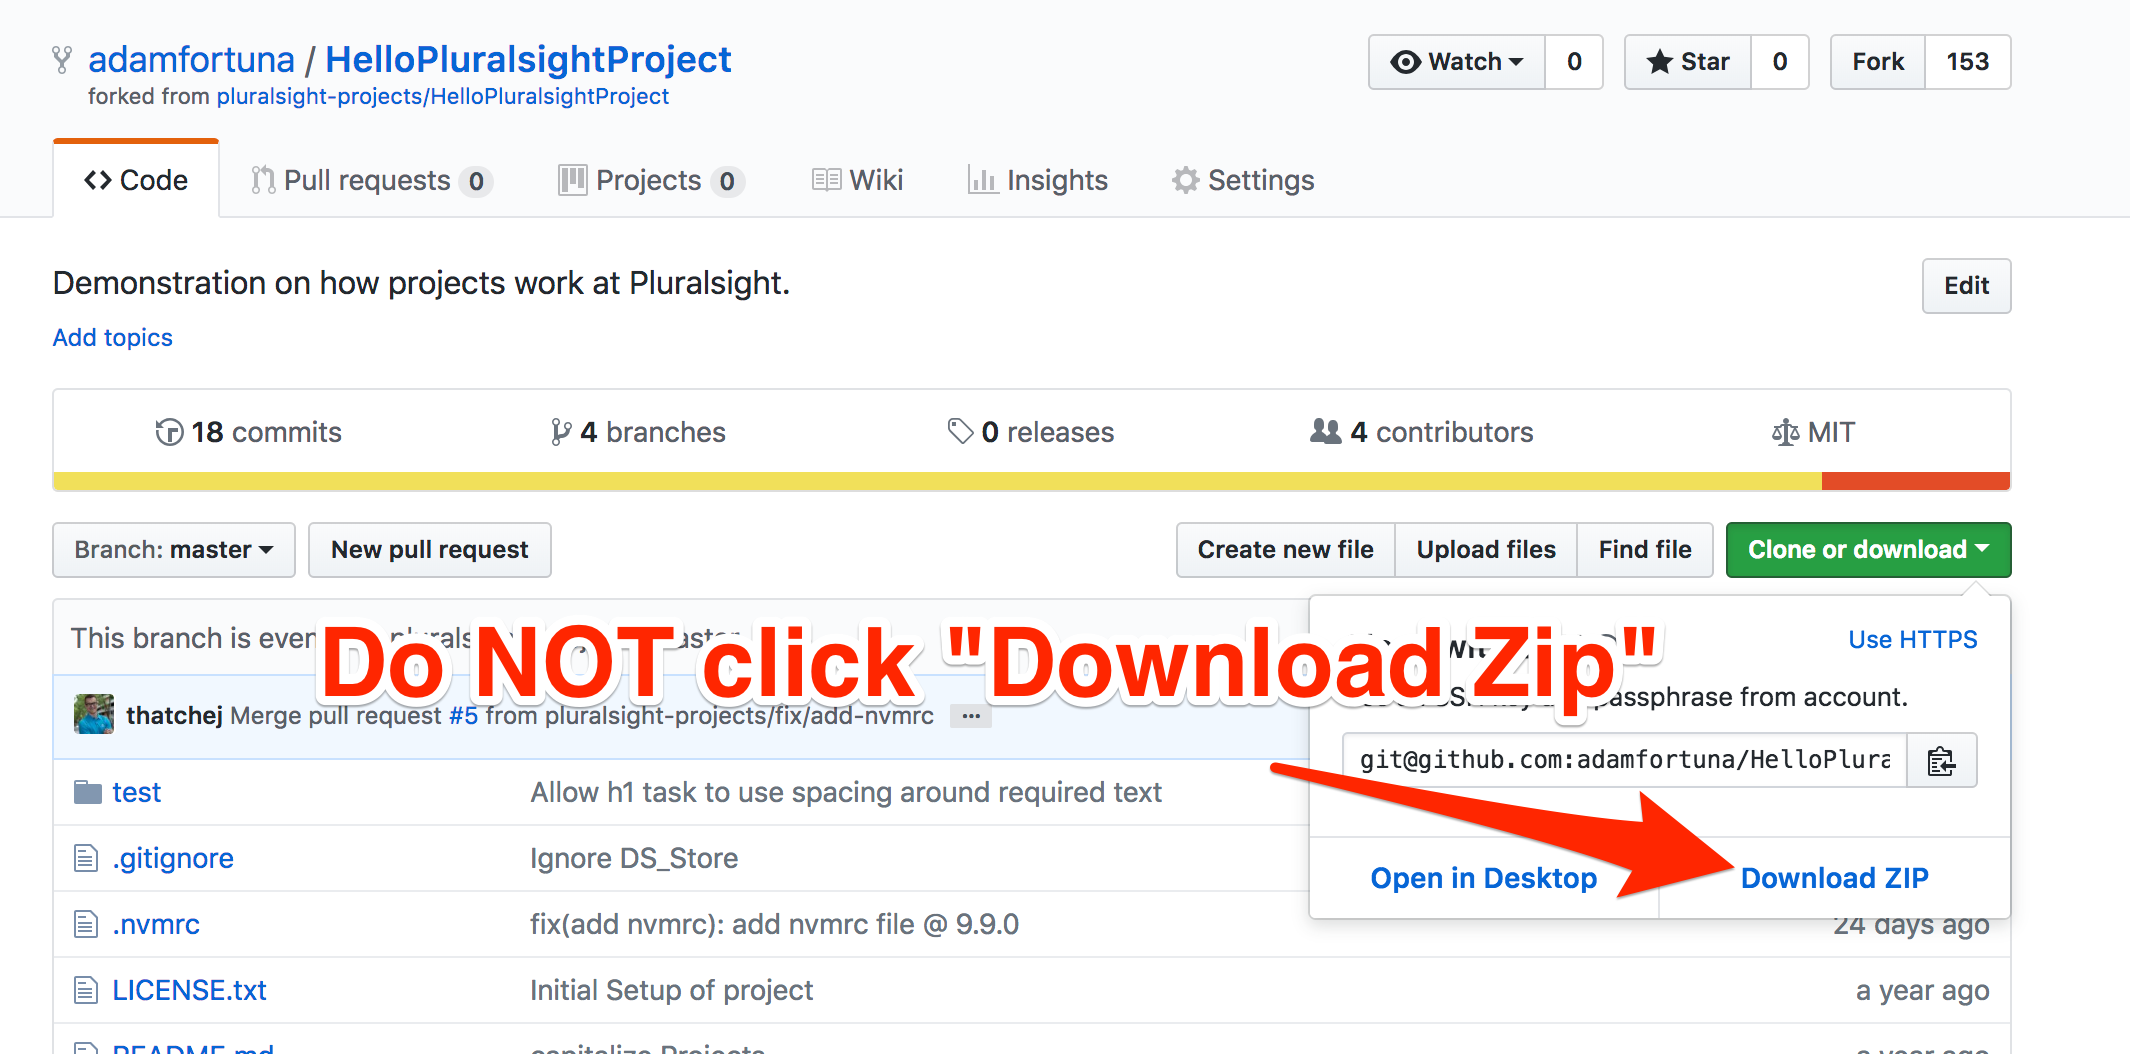 adamfortuna / HelloPluralsightProject
forked from pluralsight-projects/HelloPluralsightProject
Watch 0 Star 0 Fork 153
Code Pull requests 0 Projects 0 Wiki Insights Settings
Demonstration on how projects work at Pluralsight.
Edit
Add topics
18 commits 4 branches 0 releases 4 contributors MIT
Branch: master New pull request Create new file Upload files Find file Clone or download
This branch is even
Use HTTPS
Do NOT click "Download Zip"
passphrase from account.
thatchej Merge pull request #5 from pluralsight-projects/fix/add-nvmrc ...
git@github.com:adamfortuna/HelloPlura
test Allow h1 task to use spacing around required text
.gitignore Ignore DS_Store
Open in Desktop Download ZIP
.nvmrc fix(add nvmrc): add nvmrc file @ 9.9.0 24 days ago
LICENSE.txt Initial Setup of project a year ago
README.md capitalize Projects a year ago